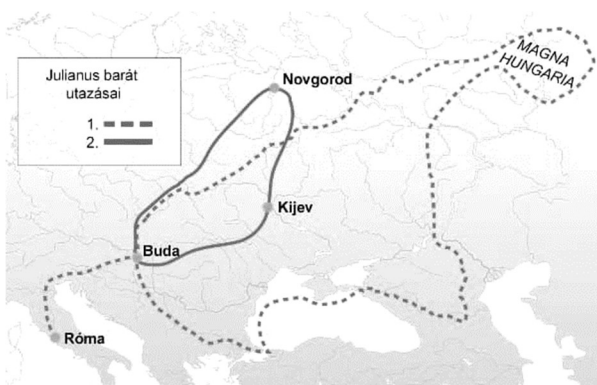 Julianus barát
utazásai
1.
2.
Novgorod
MAGNA
HUNGARIA
Kijev
Buda
Róma